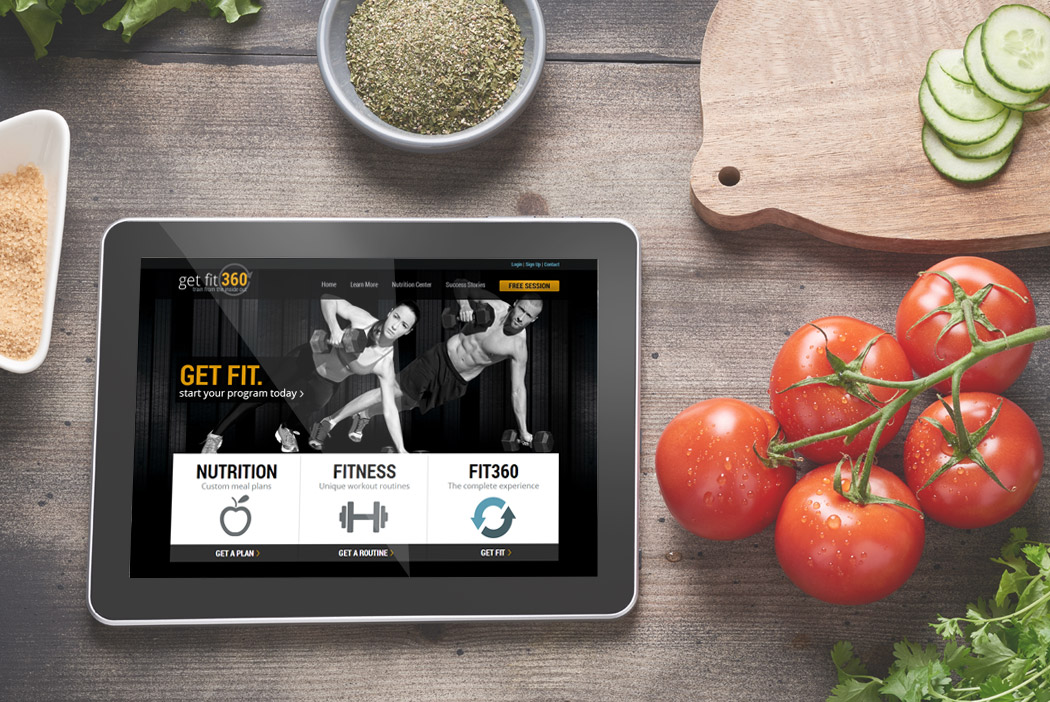 Login | Sign Up | Contact
get fit 360
train from the inside out
Home Learn More Nutrition Center Success Stories FREE SESSION
GET FIT.
start your program today >
NUTRITION
Custom meal plans
GET A PLAN >
FITNESS
Unique workout routines
GET A ROUTINE >
FIT360
The complete experience
GET FIT >